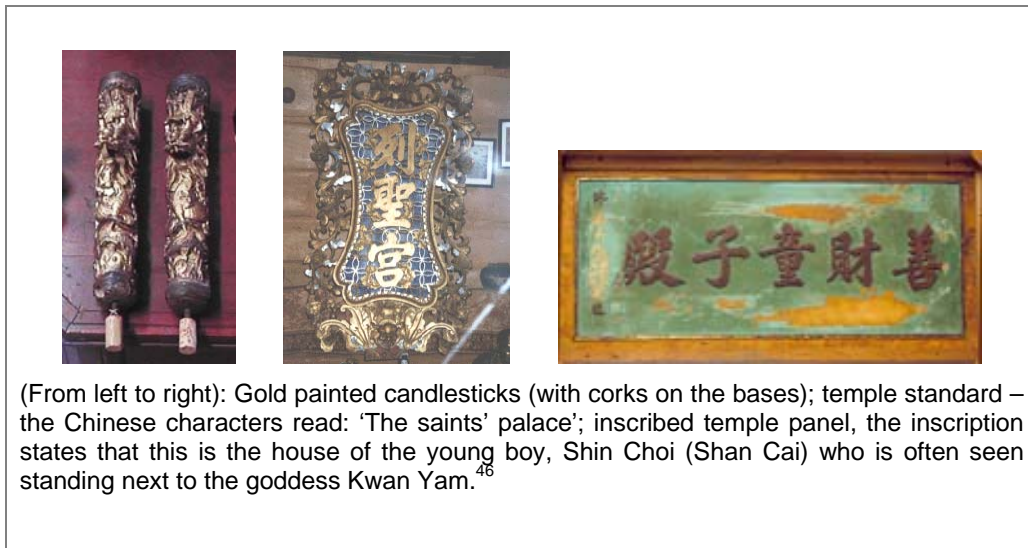 列
聖
宮
善財童子殿
(From left to right): Gold painted candlesticks (with corks on the bases); temple standard –
the Chinese characters read: ‘The saints’ palace’; inscribed temple panel, the inscription
states that this is the house of the young boy, Shin Choi (Shan Cai) who is often seen
standing next to the goddess Kwan Yam.46